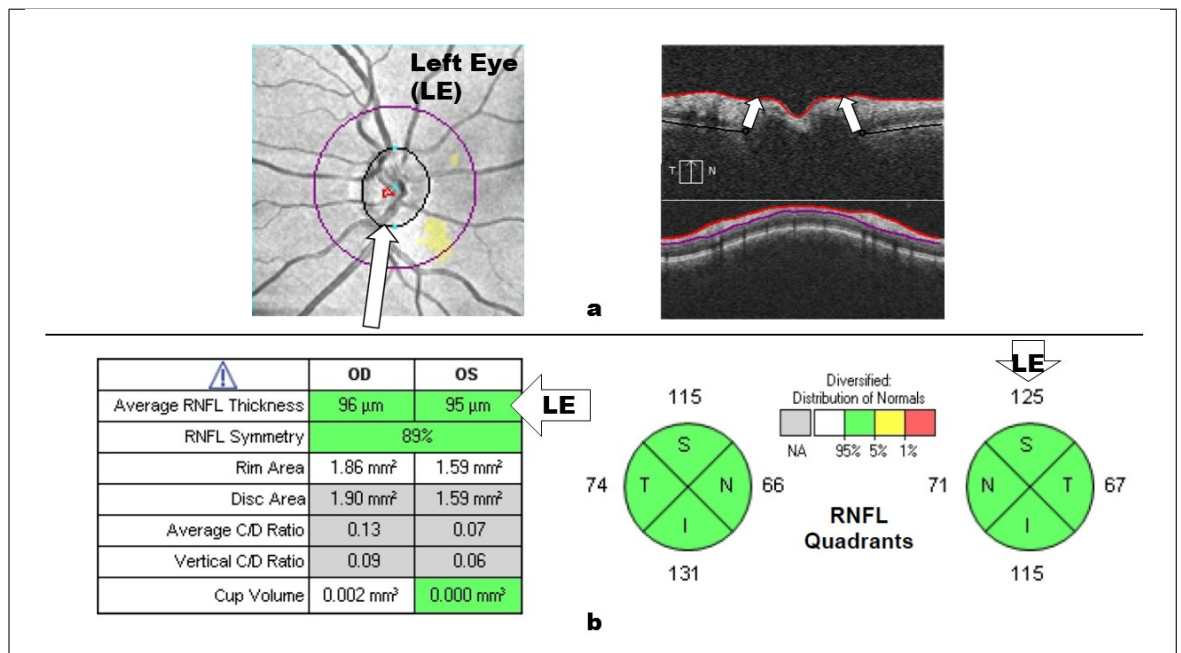 Left Eye
(LE)
T N
a
OD OS
Average RNFL Thickness 96 µm 95 µm
LE
RNFL Symmetry 89%
Rim Area 1.86 mm² 1.59 mm²
Disc Area 1.90 mm² 1.59 mm²
Average C/D Ratio 0.13 0.07
Vertical C/D Ratio 0.09 0.06
Cup Volume 0.002 mm³ 0.000 mm³
115
S
74 T N 66
I
131
Diversified:
Distribution of Normals
NA 95% 5% 1%
RNFL
Quadrants
LE
125
S
71 N T 67
I
115
b